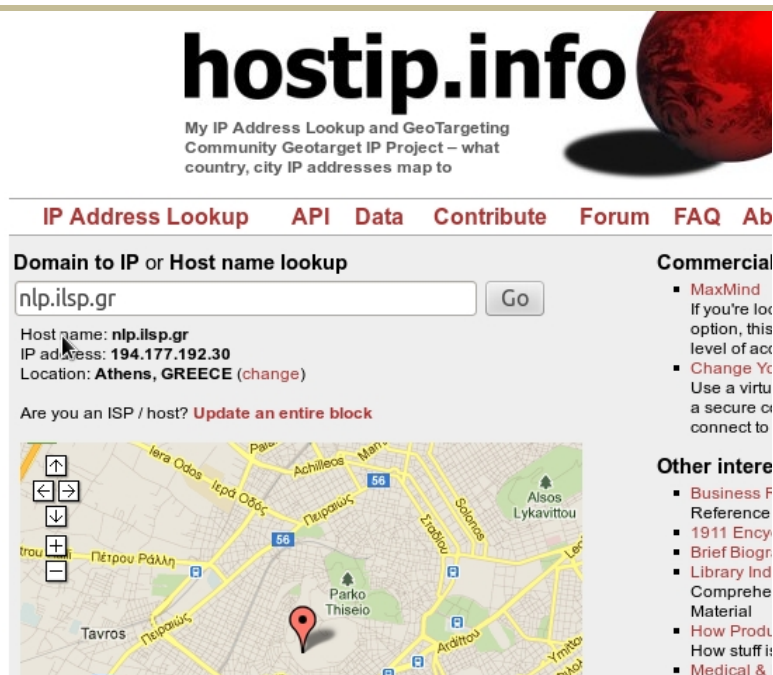 hostip.info
My IP Address Lookup and GeoTargeting
Community Geotarget IP Project – what
country, city IP addresses map to
IP Address Lookup API Data Contribute Forum FAQ Ab
Domain to IP or Host name lookup
nlp.ilsp.gr Go
Host name: nlp.ilsp.gr
IP address: 194.177.192.30
Location: Athens, GREECE (change)
Are you an ISP / host? Update an entire block
Iera Odos
Ιερά Οδός
Achilleos
56
Πειραιώς
Σταδίου
Solonos
Alsos
Lykavittou
56
Πέτρου Ράλλη
Parko
Thiseio
Tavros
Πειραιώς
Ardittou
Commercial
MaxMind
If you're loo
option, this
level of acc
Change Yo
Use a virtu
a secure co
connect to
Other intere
Business R
Reference
1911 Encyc
Brief Biogra
Library Ind
Comprehe
Material
How Produ
How stuff is
Medical &